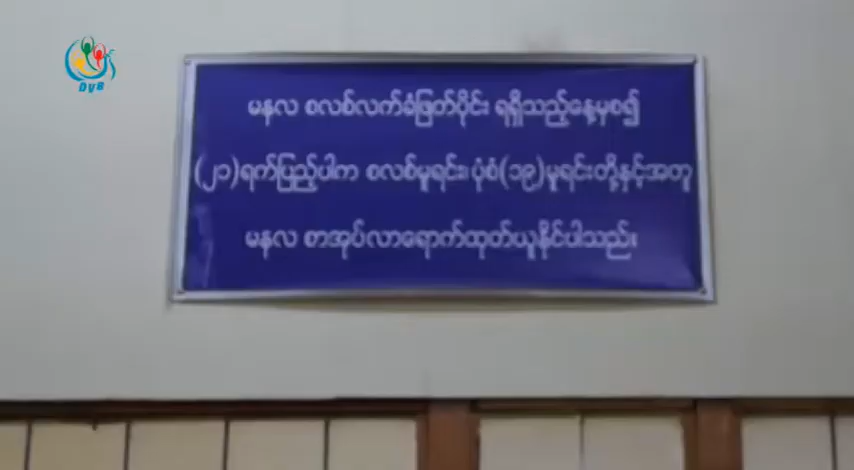 DVB
မနလ စလစ်လက်ခံဖြတ်ပိုင်း ရရှိသည့်နေ့မှစ၍
(၂၁)ရက်ပြည့်ပါက စလစ်မူရင်း၊ ပုံစံ(၁၉)မူရင်းတို့နှင့်အတူ
မနလ စာအုပ်လာရောက်ထုတ်ယူနိုင်ပါသည်။